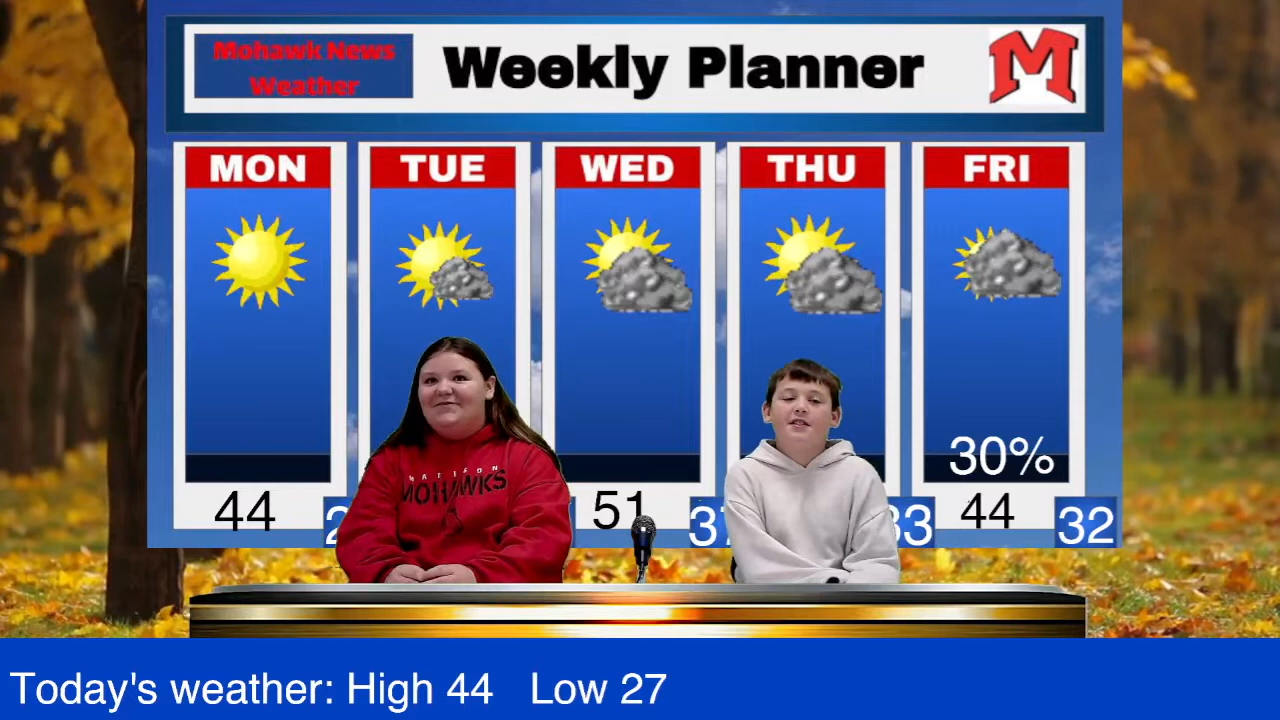 Mohawk News
Weather
Weekly Planner
M
MON
TUE
WED
THU
FRI
30%
44
51
44
32
MATTOON
MOHAWKS
Today's weather: High 44 Low 27